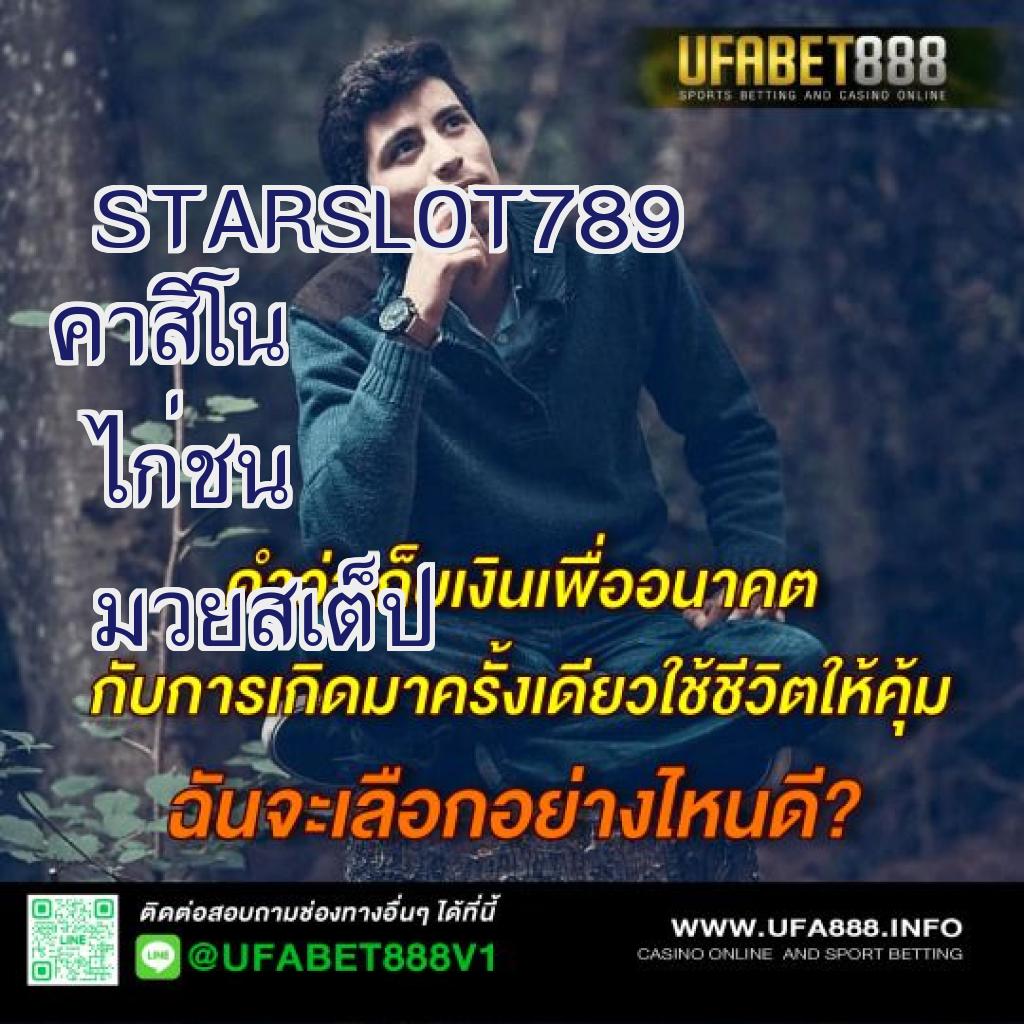 UFABET888
SPORTS BETTING AND CASINO ONLINE
STARSLOT789
คาสิโน
ไก่ชน
มวยสเต็ป
เงินเพื่ออนาคต
กับการเกิดมาครั้งเดียวใช้ชีวิตให้คุ้ม
ฉันจะเลือกอย่างไหนดี?
LINE
ติดต่อสอบถามช่องทางอื่นๆ ได้ที่นี้
LINE @UFABET888V1
WWW.UFA888.INFO
CASINO ONLINE AND SPORT BETTING